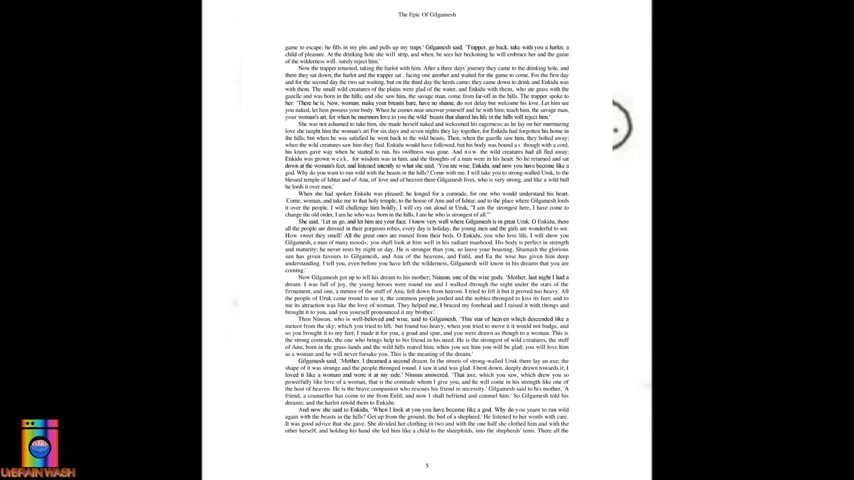 The Epic Of Gilgamesh
game to escape; he fills in my pits and pulls up my traps.' Gilgamesh said, 'Trapper, go back, take with you a harlot, a
child of pleasure. At the drinking hole she will strip, and when, he sees her beckoning he will embrace her and the game
of the wilderness will. surely reject him.'
Now the trapper returned, taking the harlot with him. After a three days' journey they came to the drinking hole, and
there they sat down; the harlot and the trapper sat . facing one another and waited for the game to come. For the first day
and for the second day the two sat waiting, but on the third day the herds came; they came down to drink and Enkidu was
with them. The small wild creatures of the plains were glad of the water, and Enkidu with them, who ate grass with the
gazelle and was born in the hills; and she saw him, the savage man, come from far-off in the hills. The trapper spoke to
her: 'There he is. Now, woman, make your breasts bare, have no shame, do not delay but welcome his love. Let him see
you naked, let him possess your body. When he comes near uncover yourself and lie with him; teach him, the savage man,
your woman's art, for when he murmurs love to you the wild' beasts that shared his life in the hills will reject him.'
She was not ashamed to take him, she made herself naked and welcomed his eagerness; as he lay on her murmuring
love she taught him the woman's art For six days and seven nights they lay together, for Enkidu had forgotten his home in
the hills; but when he was satisfied he went back to the wild beasts. Then, when the gazelle saw him, they bolted away;
when the wild creatures saw him they fled. Enkidu would have followed, but his body was bound as though with a cord,
his knees gave way when he started to run, his swiftness was gone. And now the wild creatures had all fled away;
Enkidu was grown weak, for wisdom was in him, and the thoughts of a man were in his heart. So he returned and sat
down at the woman's feet, and listened intently to what she said. 'You are wise, Enkidu, and now you have become like a
god. Why do you want to run wild with the beasts in the hills? Come with me. I will take you to strong-walled Uruk, to the
blessed temple of Ishtar and of Anu, of love and of heaven there Gilgamesh lives, who is very strong, and like a wild bull
he lords it over men.'
When she had spoken Enkidu was pleased; he longed for a comrade, for one who would understand his heart.
'Come, woman, and take me to that holy temple, to the house of Anu and of Ishtar, and to the place where Gilgamesh lords
it over the people. I will challenge him boldly, I will cry out aloud in Uruk, "I am the strongest here, I have come to
change the old order, I am he who was born in the hills, I am he who is strongest of all."'
She said, 'Let us go, and let him see your face. I know very well where Gilgamesh is in great Uruk. O Enkidu, there
all the people are dressed in their gorgeous robes, every day is holiday, the young men and the girls are wonderful to see.
How sweet they smell! All the great ones are roused from their beds. O Enkidu, you who love life, I will show you
Gilgamesh, a man of many moods; you shall look at him well in his radiant manhood. His body is perfect in strength
and maturity; he never rests by night or day. He is stronger than you, so leave your boasting. Shamash the glorious
sun has given favours to Gilgamesh, and Anu of the heavens, and Enlil, and Ea the wise has given him deep
understanding. f tell you, even before you have left the wilderness, Gilgamesh will know in his dreams that you are
coming.'
Now Gilgamesh got up to tell his dream to his mother; Ninsun, one of the wise gods. 'Mother, last night I had a
dream. I was full of joy, the young heroes were round me and I walked through the night under the stars of the
firmament, and one, a meteor of the stuff of Anu, fell down from heaven. I tried to lift it but it proved too heavy. All
the people of Uruk came round to see it, the common people jostled and the nobles thronged to kiss its feet; and to
me its attraction was like the love of woman. They helped me, I braced my forehead and I raised it with thongs and
brought it to you, and you yourself pronounced it my brother.'
Then Ninsun, who is well-beloved and wise, said to Gilgamesh, 'This star of heaven which descended like a
meteor from the sky; which you tried to lift, but found too heavy, when you tried to move it it would not budge, and
so you brought it to my feet; I made it for you, a goad and spur, and you were drawn as though to a woman. This is
the strong comrade, the one who brings help to his friend in his need. He is the strongest of wild creatures, the stuff
of Anu; born in the grass-lands and the wild hills reared him; when you see him you will be glad; you will love him
as a woman and he will never forsake you. This is the meaning of the dream.'
Gilgamesh said, 'Mother, I dreamed a second dream. In the streets of strong-walled Uruk there lay an axe; the
shape of it was strange and the people thronged round. I saw it and was glad. I bent down, deeply drawn towards it; I
loved it like a woman and wore it at my side.' Ninsun answered, 'That axe, which you saw, which drew you so
powerfully like love of a woman, that is the comrade whom I give you, and he will come in his strength like one of
the host of heaven. He is the brave companion who rescues his friend in necessity.' Gilgamesh said to his mother, 'A
friend, a counsellor has come to me from Enlil, and now I shall befriend and counsel him.' So Gilgamesh told his
dreams; and the harlot retold them to Enkidu.
And now she said to Enkidu, 'When I look at you you have become like a god. Why do you yearn to run wild
again with the beasts in the hills? Get up from the ground, the bed of a shepherd.' He listened to her words with care.
It was good advice that she gave. She divided her clothing in two and with the one half she clothed him and with the
other herself, and holding his hand she led him like a child to the sheepfolds, into the shepherds' tents. There all the
5
UKBRAIN WASH